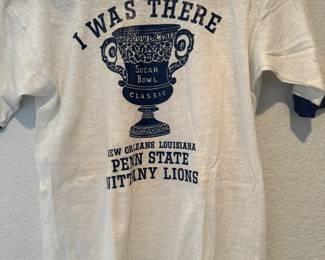 I WAS THERE
SUGAR
BOWL
CLASSIC
NEW ORLEANS LOUISIANA
PENN STATE
NITTANY LIONS